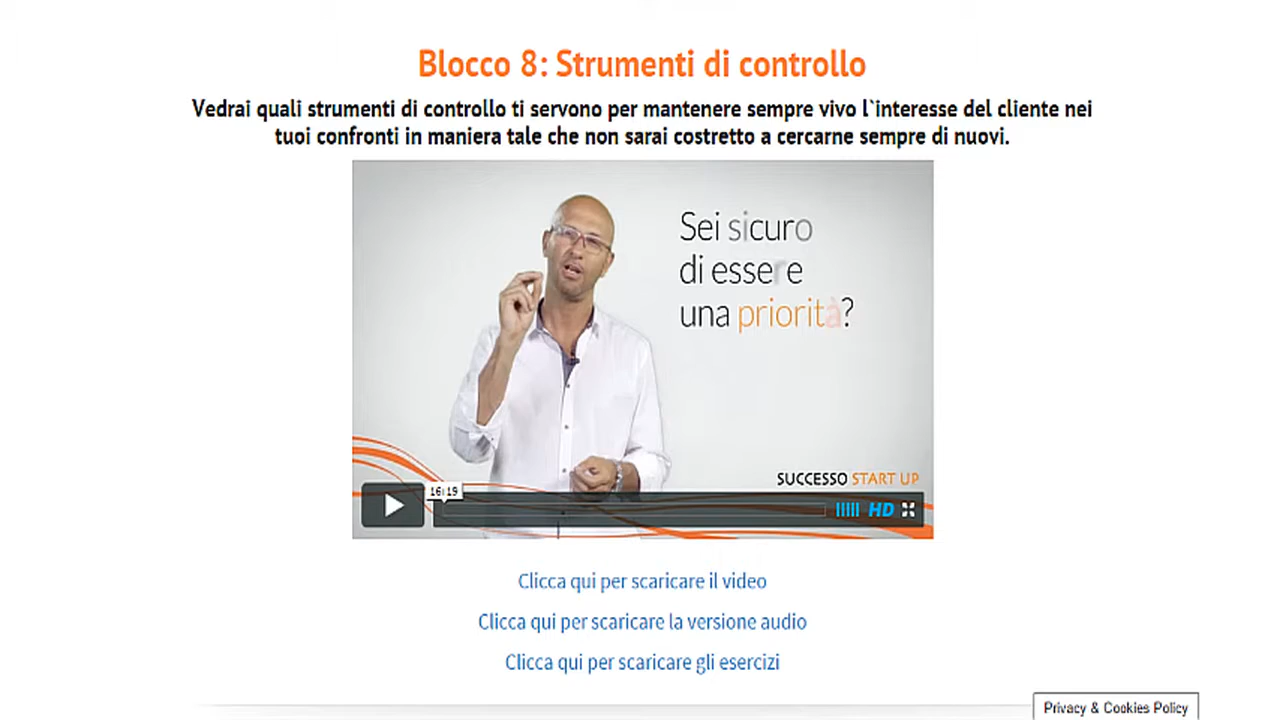 Blocco 8: Strumenti di controllo
Vedrai quali strumenti di controllo ti servono per mantenere sempre vivo l`interesse del cliente nei
tuoi confronti in maniera tale che non sarai costretto a cercarne sempre di nuovi.
Sei sicuro
di essere
una priorità?
SUCCESSO START UP
16:19
HD
Clicca qui per scaricare il video
Clicca qui per scaricare la versione audio
Clicca qui per scaricare gli esercizi
Privacy & Cookies Policy